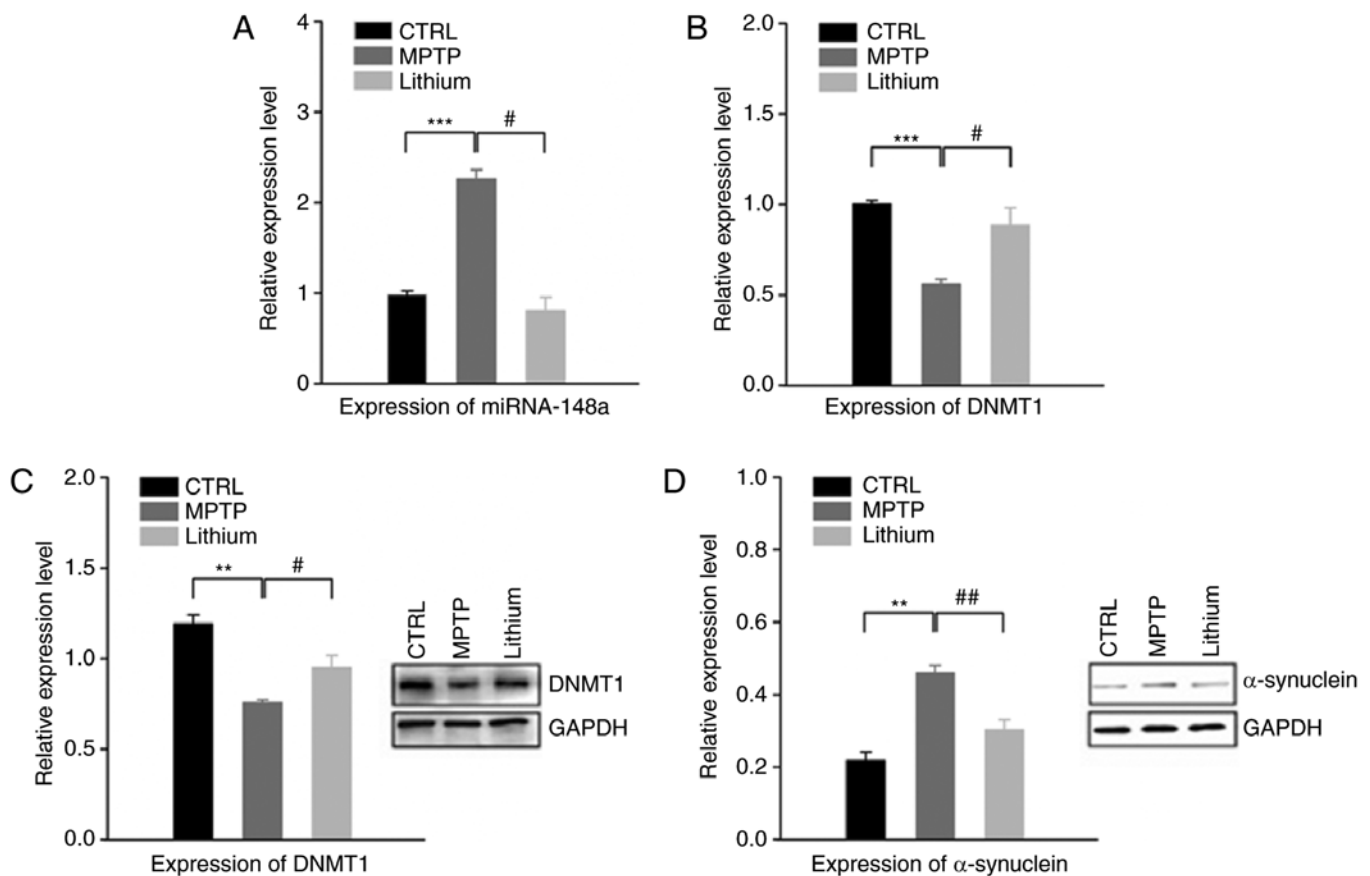 A
Relative expression level
4
3
2
1
0
CTRL
MPTP
Lithium
***
#
Expression of miRNA-148a
B
Relative expression level
2.0
1.5
1.0
0.5
0.0
CTRL
MPTP
Lithium
***
#
Expression of DNMT1
C
Relative expression level
2.0
1.5
1.0
0.5
0.0
CTRL
MPTP
Lithium
**
#
Expression of DNMT1
CTRL
MPTP
Lithium
DNMT1
GAPDH
D
Relative expression level
1.0
0.8
0.6
0.4
0.2
0.0
CTRL
MPTP
Lithium
**
##
Expression of α-synuclein
CTRL
MPTP
Lithium
α-synuclein
GAPDH